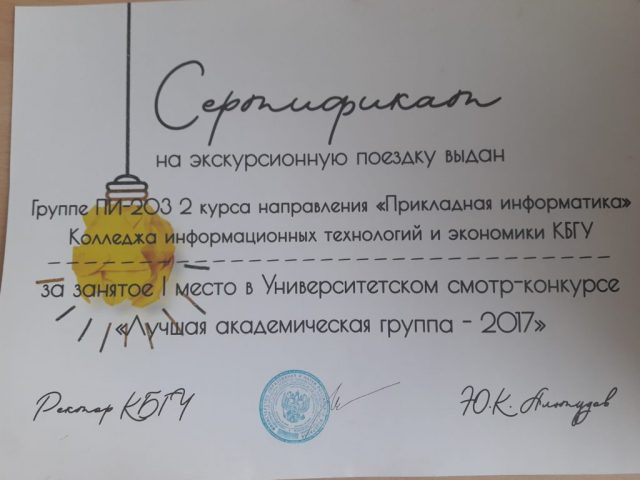 Сертификат
на экскурсионную поездку выдан
Группе ПИ-203 2 курса направления «Прикладная информатика»
Колледжа информационных технологий и экономики КБГУ
за занятое I место в Университетском смотр-конкурсе
«Лучшая академическая группа - 2017»
Ректор КБГУ Ю.К. Альтудов